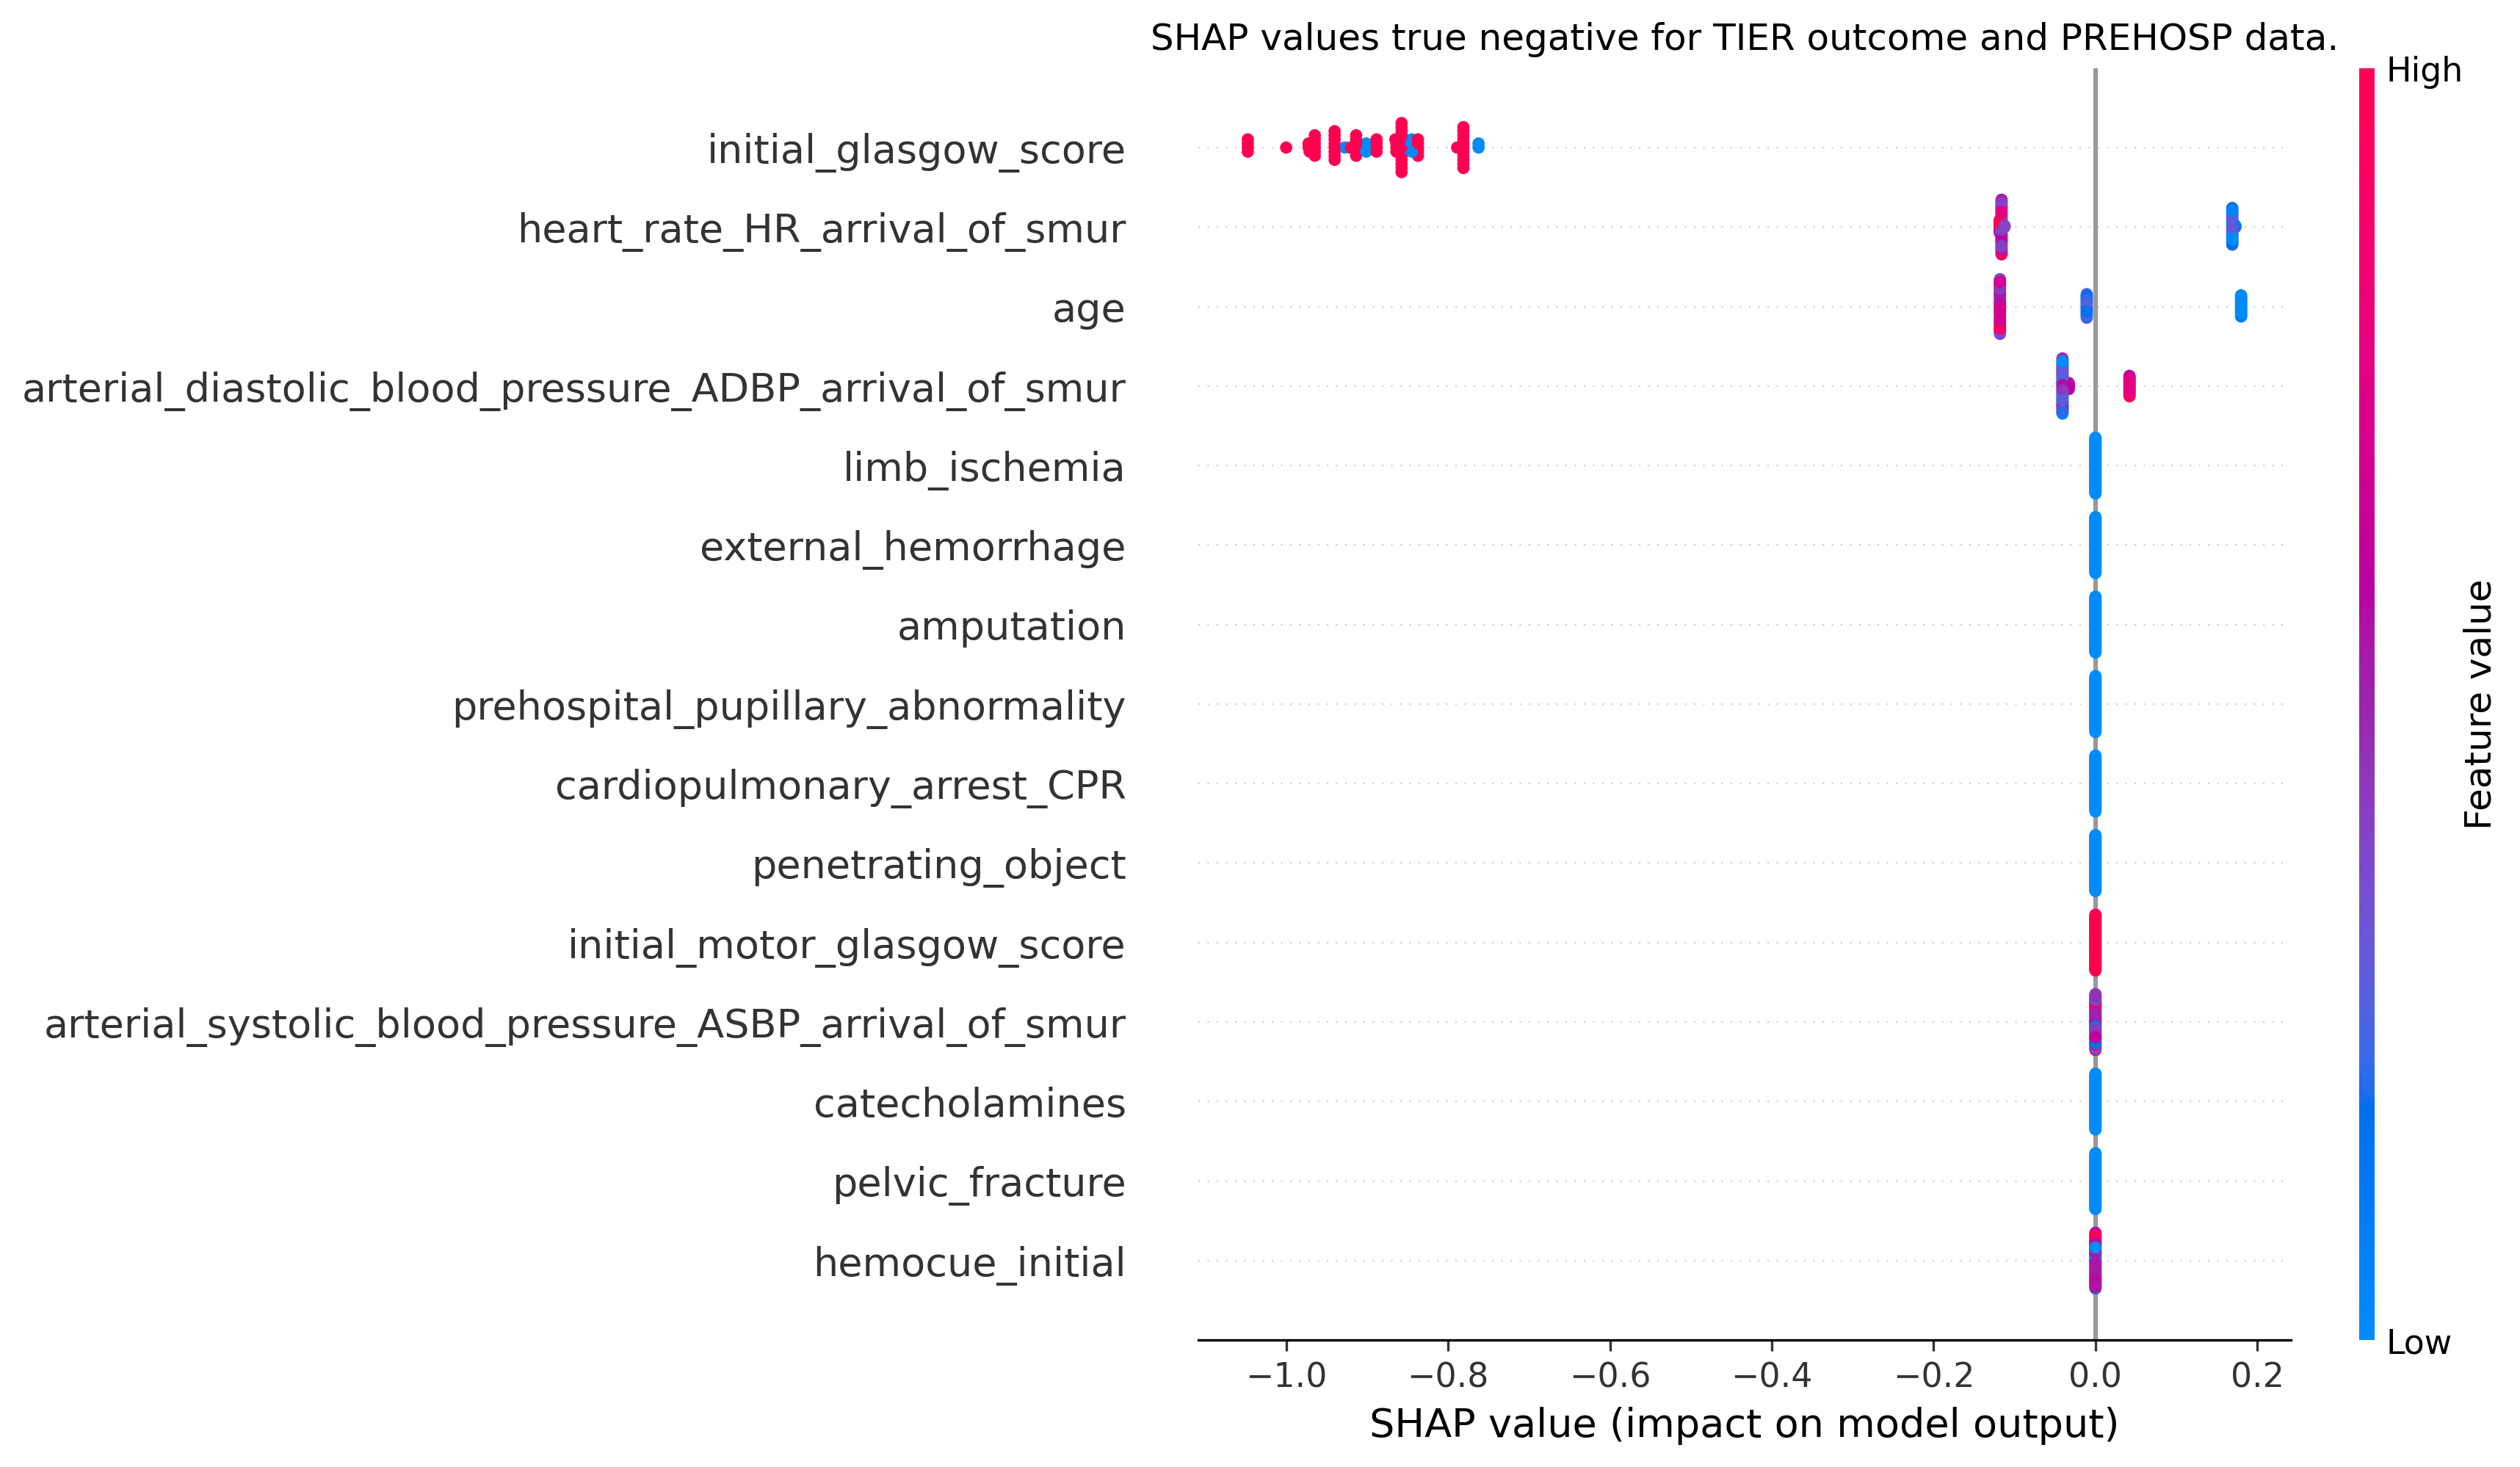 SHAP values true negative for TIER outcome and PREHOSP data.
High
initial_glasgow_score
heart_rate_HR_arrival_of_smur
age
arterial_diastolic_blood_pressure_ADBP_arrival_of_smur
limb_ischemia
external_hemorrhage
amputation
prehospital_pupillary_abnormality
cardiopulmonary_arrest_CPR
penetrating_object
initial_motor_glasgow_score
arterial_systolic_blood_pressure_ASBP_arrival_of_smur
catecholamines
pelvic_fracture
hemocue_initial
Feature value
Low
−1.0 −0.8 −0.6 −0.4 −0.2 0.0 0.2
SHAP value (impact on model output)